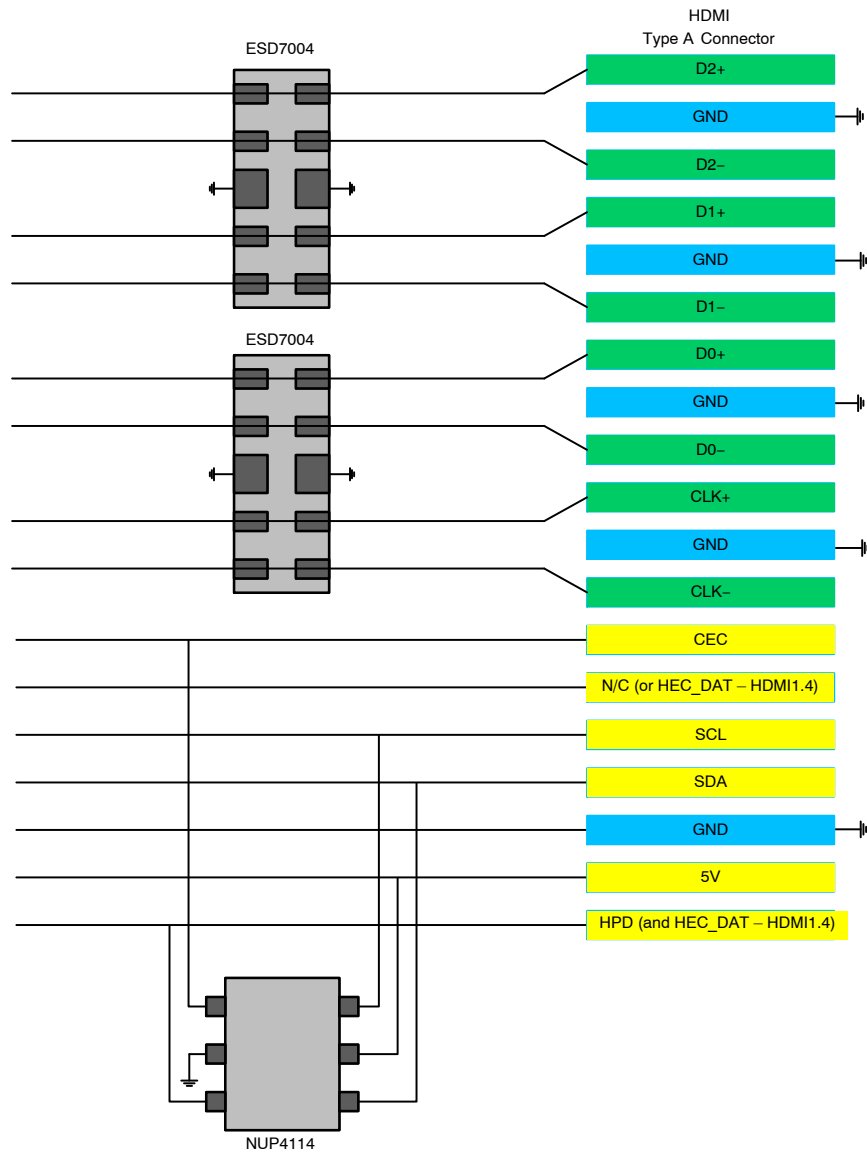 HDMI
Type A Connector
ESD7004
D2+
GND
D2−
D1+
GND
D1−
ESD7004
D0+
GND
D0−
CLK+
GND
CLK−
CEC
N/C (or HEC_DAT – HDMI1.4)
SCL
SDA
GND
5V
HPD (and HEC_DAT – HDMI1.4)
NUP4114